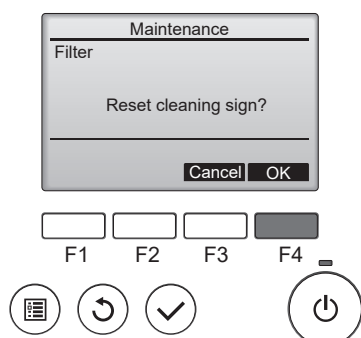 Maintenance
Filter
Reset cleaning sign?
Cancel OK
F1 F2 F3 F4